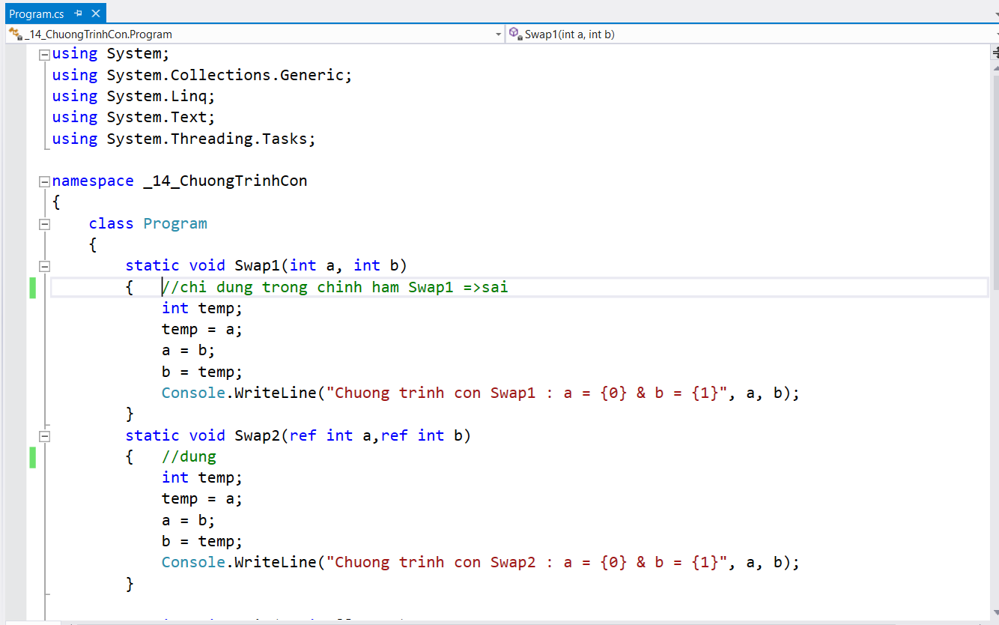 Program.cs
_14_ChuongTrinhCon.Program
Swap1(int a, int b)
using System;
using System.Collections.Generic;
using System.Linq;
using System.Text;
using System.Threading.Tasks;
namespace _14_ChuongTrinhCon
{
class Program
{
static void Swap1(int a, int b)
{ //chi dung trong chinh ham Swap1 =>sai
int temp;
temp = a;
a = b;
b = temp;
Console.WriteLine("Chuong trinh con Swap1 : a = {0} & b = {1}", a, b);
}
static void Swap2(ref int a,ref int b)
{ //dung
int temp;
temp = a;
a = b;
b = temp;
Console.WriteLine("Chuong trinh con Swap2 : a = {0} & b = {1}", a, b);
}